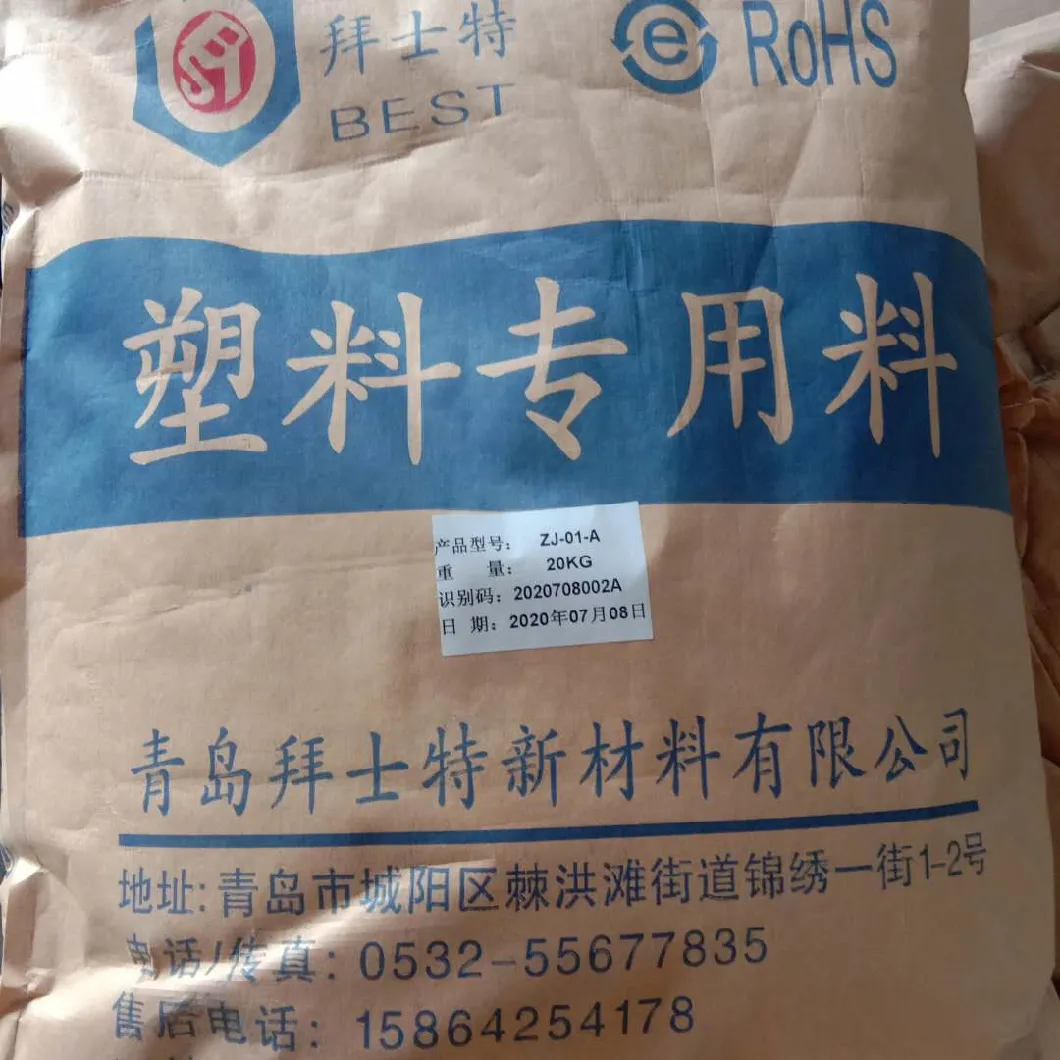 拜士特
BEST
e
RoHS
塑料专用料
产品型号: ZJ-01-A
重 量: 20KG
识别码: 2020708002A
日 期: 2020年07月08日
青岛拜士特新材料有限公司
地址:青岛市城阳区棘洪滩街道锦绣一街1-2号
电话/传真: 0532-55677835
售后电话: 15864254178